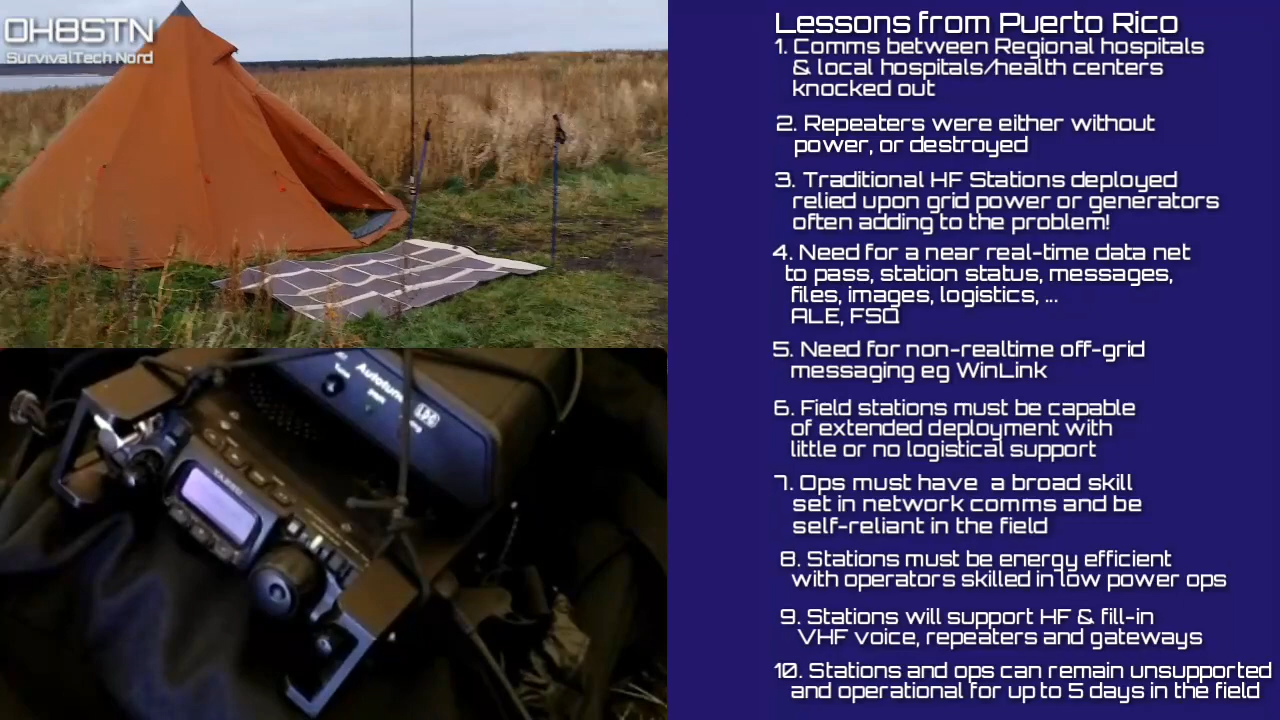 OH8STN
SurvivalTech Nord
Autotune
LDG
YAESU
Lessons from Puerto Rico
1. Comms between Regional hospitals
& local hospitals/health centers
knocked out
2. Repeaters were either without
power, or destroyed
3. Traditional HF Stations deployed
relied upon grid power or generators
often adding to the problem!
4. Need for a near real-time data net
to pass, station status, messages,
files, images, logistics, ...
ALE, FSQ
5. Need for non-realtime off-grid
messaging eg WinLink
6. Field stations must be capable
of extended deployment with
little or no logistical support
7. Ops must have a broad skill
set in network comms and be
self-reliant in the field
8. Stations must be energy efficient
with operators skilled in low power ops
9. Stations will support HF & fill-in
VHF voice, repeaters and gateways
10. Stations and ops can remain unsupported
and operational for up to 5 days in the field